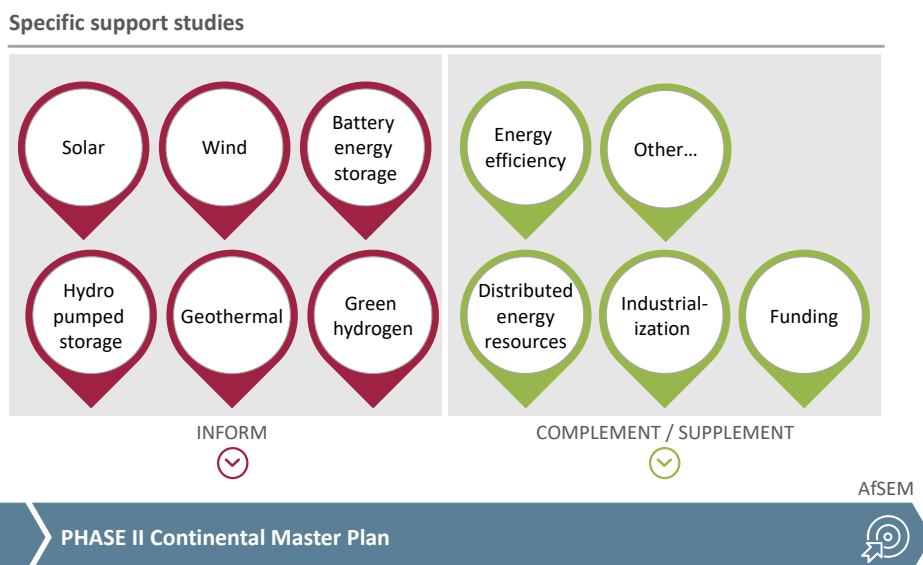 Specific support studies
Solar
Wind
Battery
energy
storage
Energy
efficiency
Other…
Hydro
pumped
storage
Geothermal
Green
hydrogen
Distributed
energy
resources
Industrial-
ization
Funding
INFORM
COMPLEMENT / SUPPLEMENT
AfSEM
PHASE II Continental Master Plan